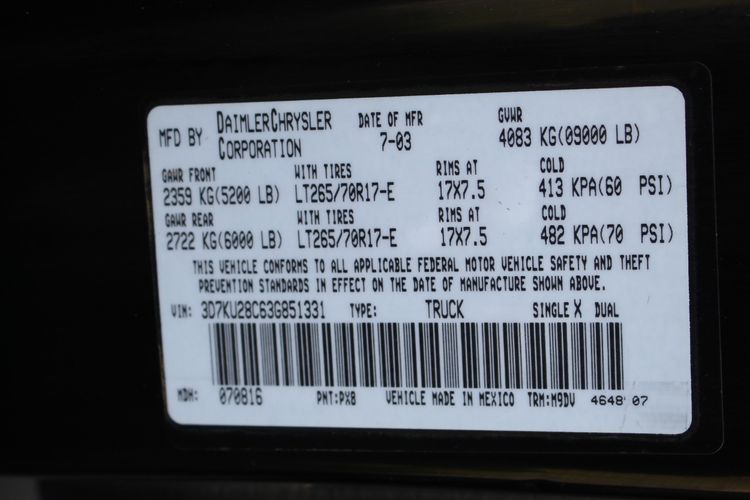 MFD BY DAIMLERCHRYSLER CORPORATION DATE OF MFR 7-03 GVWR 4083 KG(09000 LB)
GAWR FRONT WITH TIRES RIMS AT COLD
2359 KG(5200 LB) LT265/70R17-E 17X7.5 413 KPA(60 PSI)
GAWR REAR WITH TIRES RIMS AT COLD
2722 KG(6000 LB) LT265/70R17-E 17X7.5 482 KPA(70 PSI)
THIS VEHICLE CONFORMS TO ALL APPLICABLE FEDERAL MOTOR VEHICLE SAFETY AND THEFT
PREVENTION STANDARDS IN EFFECT ON THE DATE OF MANUFACTURE SHOWN ABOVE.
VIN: 3D7KU28C63G851331 TYPE: TRUCK SINGLE X DUAL
MDH: 070816 PNT:PX8 VEHICLE MADE IN MEXICO TRM:M9DV 4648 07